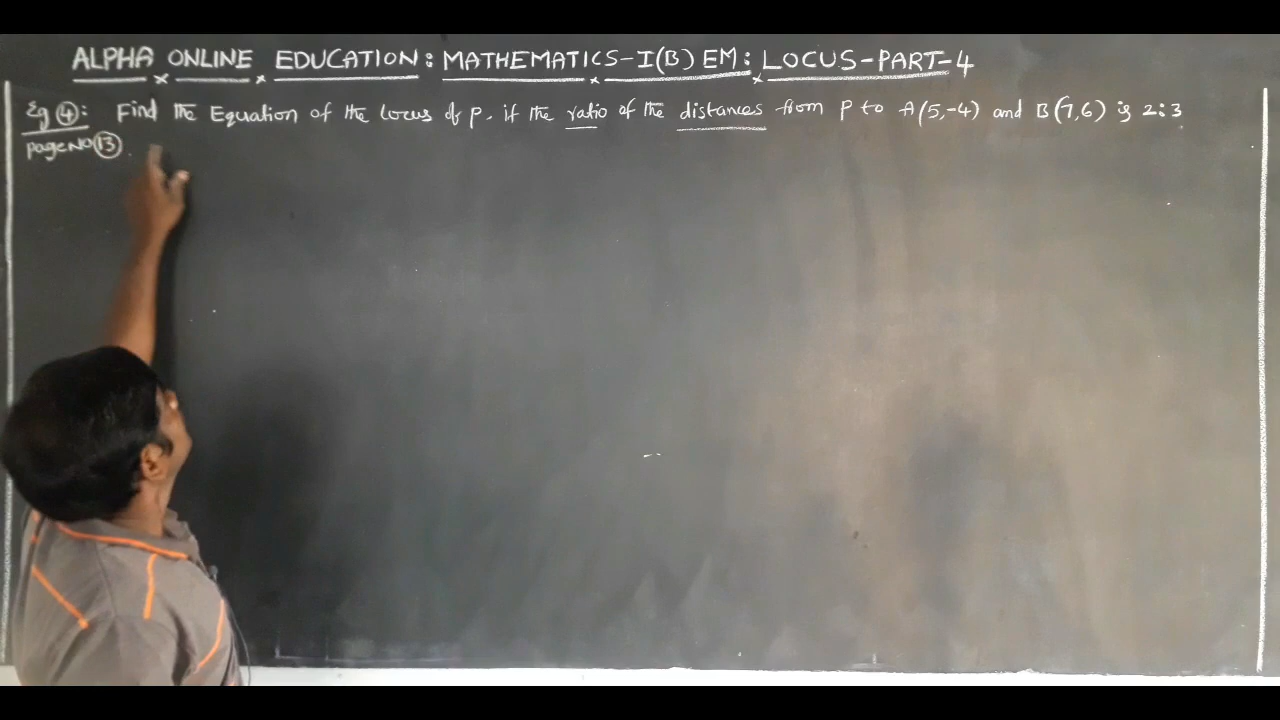 ALPHA ONLINE EDUCATION: MATHEMATICS-I(B) EM: LOCUS-PART-4
Eg ④: Find the Equation of the locus of P. if the ratio of the distances from P to A(5,-4) and B(7,6) is 2:3
page No ⑬.